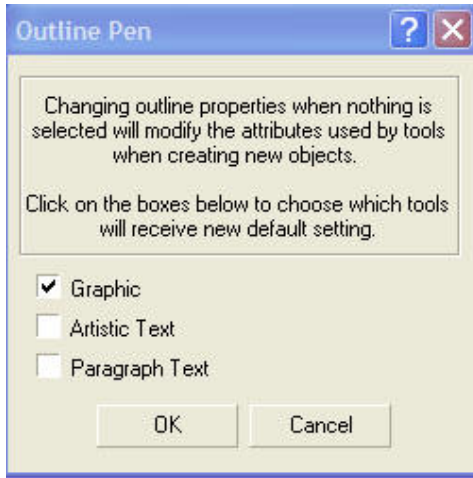 Outline Pen
Changing outline properties when nothing is
selected will modify the attributes used by tools
when creating new objects.
Click on the boxes below to choose which tools
will receive new default setting.
Graphic
Artistic Text
Paragraph Text
OK Cancel